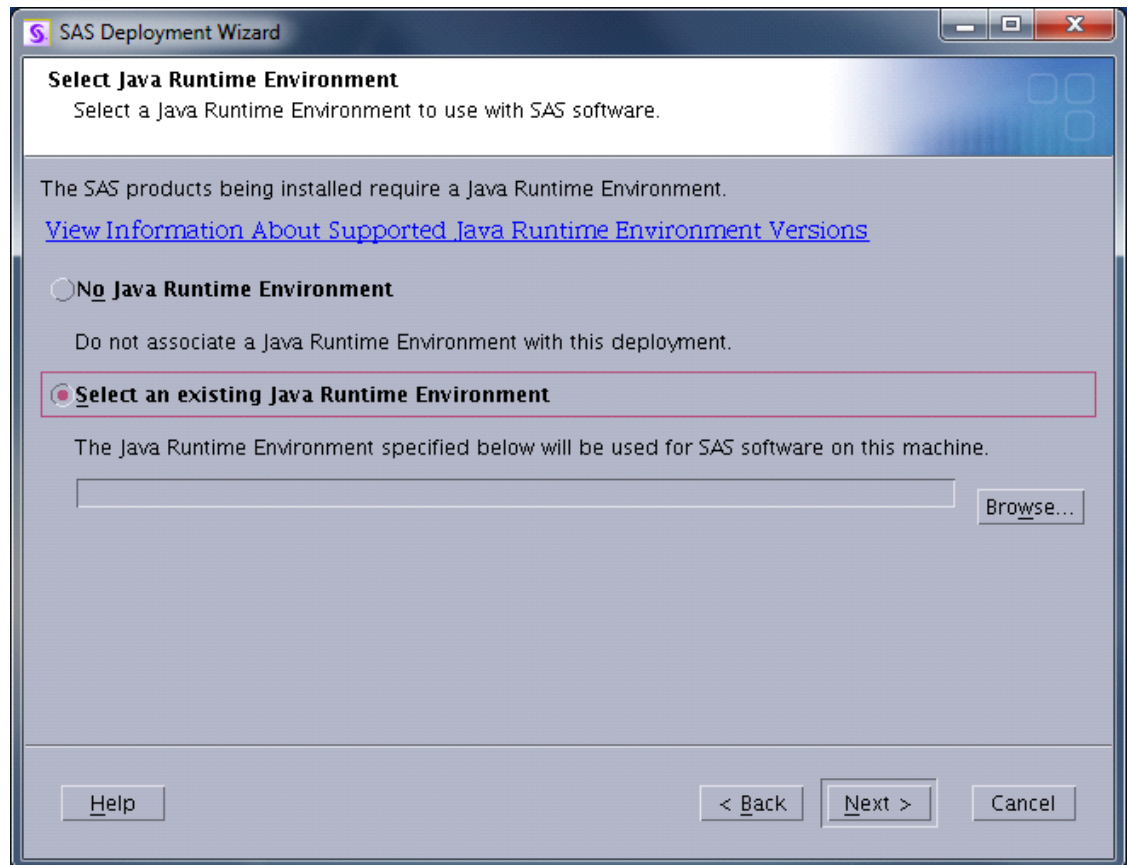 SAS Deployment Wizard
Select Java Runtime Environment
Select a Java Runtime Environment to use with SAS software.
The SAS products being installed require a Java Runtime Environment.
View Information About Supported Java Runtime Environment Versions
No Java Runtime Environment
Do not associate a Java Runtime Environment with this deployment.
Select an existing Java Runtime Environment
The Java Runtime Environment specified below will be used for SAS software on this machine.
Browse...
Help
< Back
Next >
Cancel